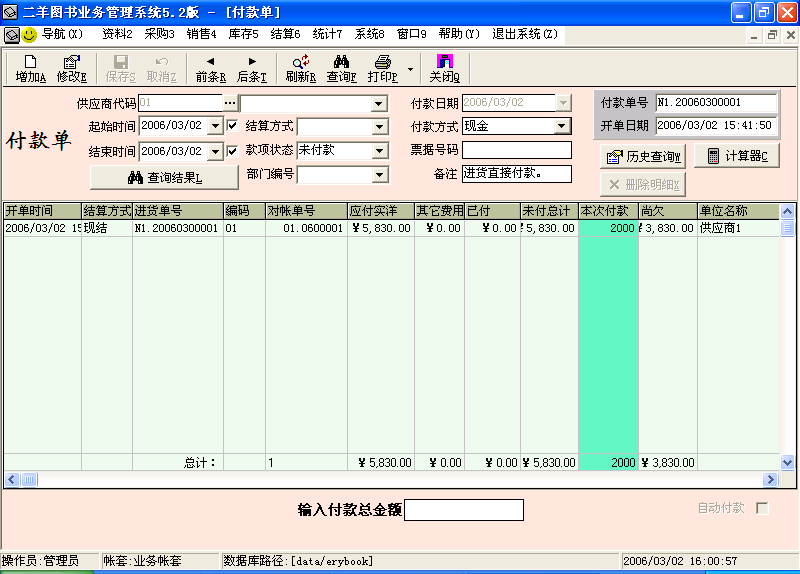 二羊图书业务管理系统5.2版 - [付款单]
导航(X) 资料2 采购3 销售4 库存5 结算6 统计7 系统8 窗口9 帮助(Y) 退出系统(Z)
增加A 修改E 保存S 取消Z 前条R 后条T 刷新R 查询F 打印P 关闭Q
供应商代码 01 ... 付款日期 2006/03/02 付款单号 N1.20060300001
起始时间 2006/03/02 结算方式 付款方式 现金 开单日期 2006/03/02 15:41:50
付款单
结束时间 2006/03/02 款项状态 未付款 票据号码 历史查询W 计算器C
查询结果L 部门编号 备注 进货直接付款。 删除明细X
开单时间 结算方式 进货单号 编码 对帐单号 应付实洋 其它费用 已付 未付总计 本次付款 尚欠 单位名称
2006/03/02 15 现结 N1.20060300001 01 01.0600001 ¥5,830.00 ¥0.00 ¥0.00 ¥5,830.00 2000 ¥3,830.00 供应商1
总计: 1 ¥5,830.00 ¥0.00 ¥0.00 ¥5,830.00 2000 ¥3,830.00
输入付款总金额 自动付款
操作员:管理员 帐套:业务帐套 数据库路径:[data/erybook] 2006/03/02 16:00:57